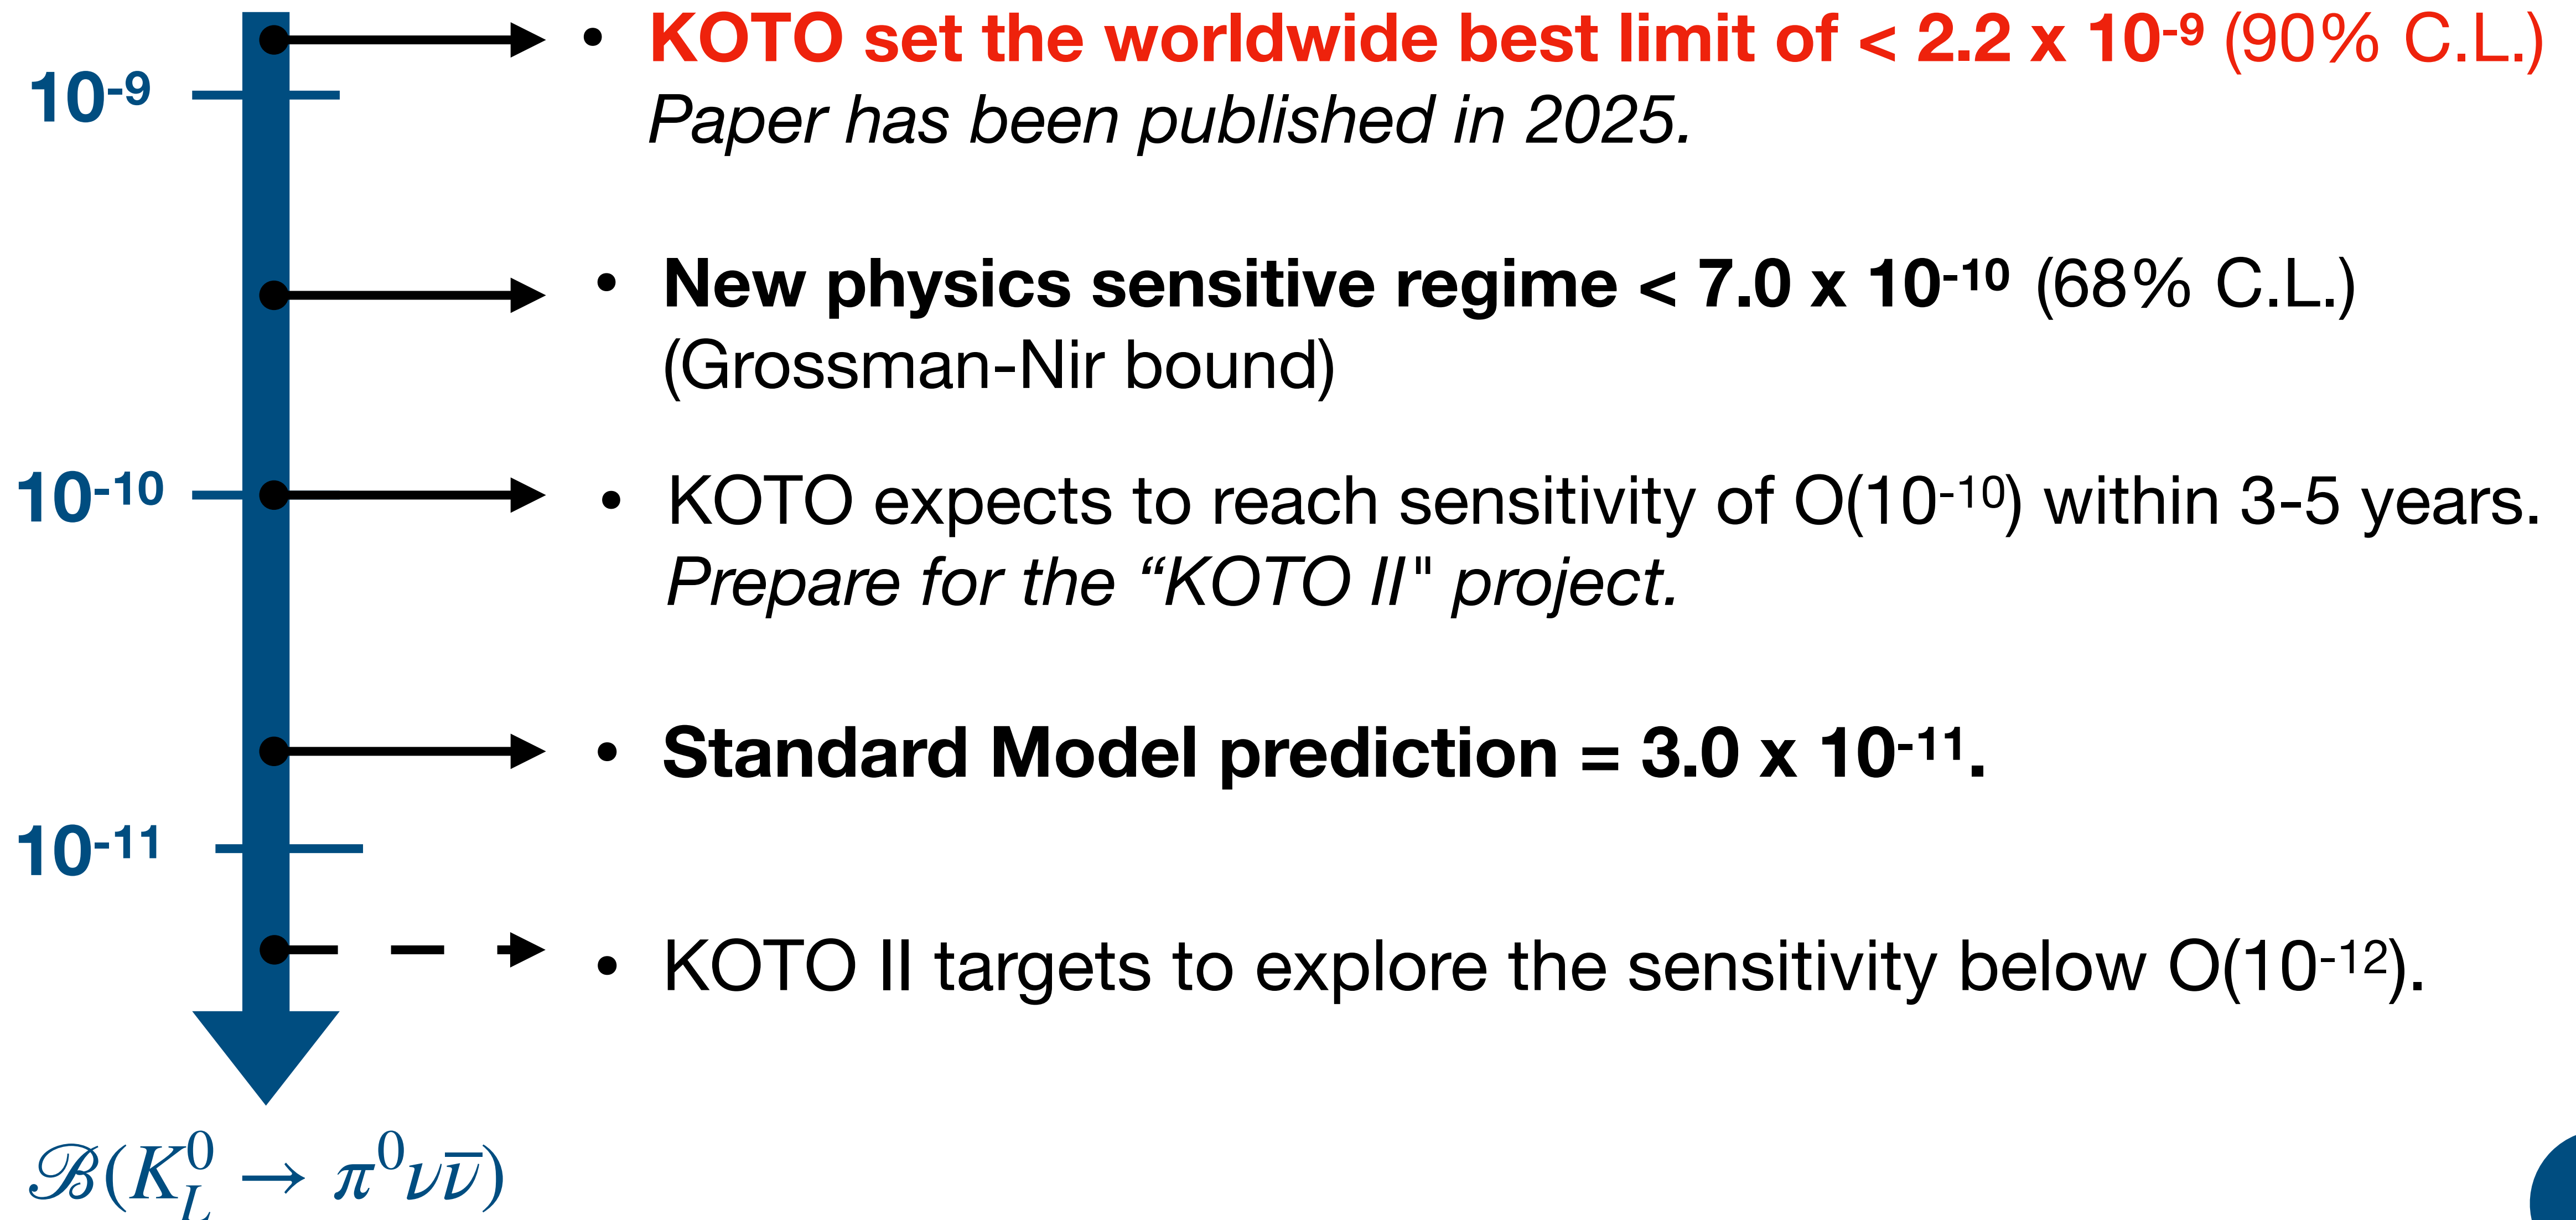 • KOTO set the worldwide best limit of < 2.2 x 10⁻⁹ (90% C.L.)
10⁻⁹
Paper has been published in 2025.
• New physics sensitive regime < 7.0 x 10⁻¹⁰ (68% C.L.)
(Grossman-Nir bound)
10⁻¹⁰
• KOTO expects to reach sensitivity of O(10⁻¹⁰) within 3-5 years.
Prepare for the “KOTO II" project.
• Standard Model prediction = 3.0 x 10⁻¹¹.
10⁻¹¹
• KOTO II targets to explore the sensitivity below O(10⁻¹²).
ℬ(K⁰_L → π⁰νν̅)